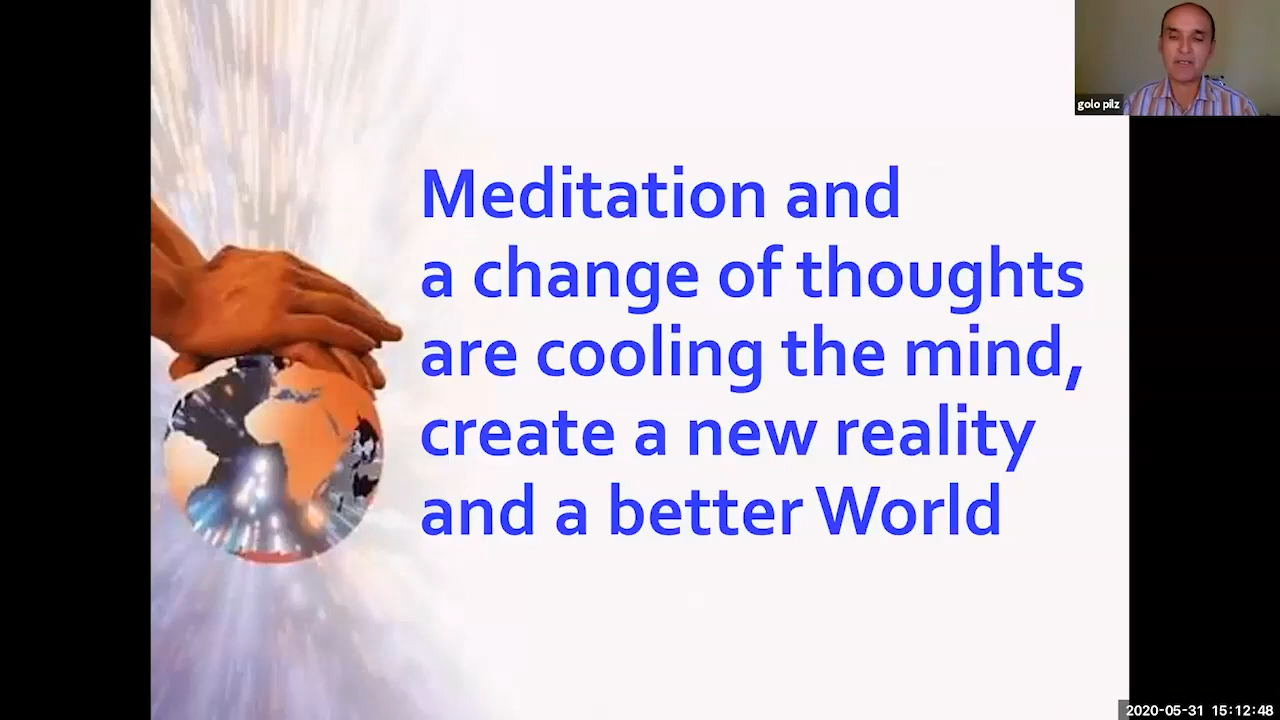 golo pilz
Meditation and
a change of thoughts
are cooling the mind,
create a new reality
and a better World
2020-05-31 15:12:48